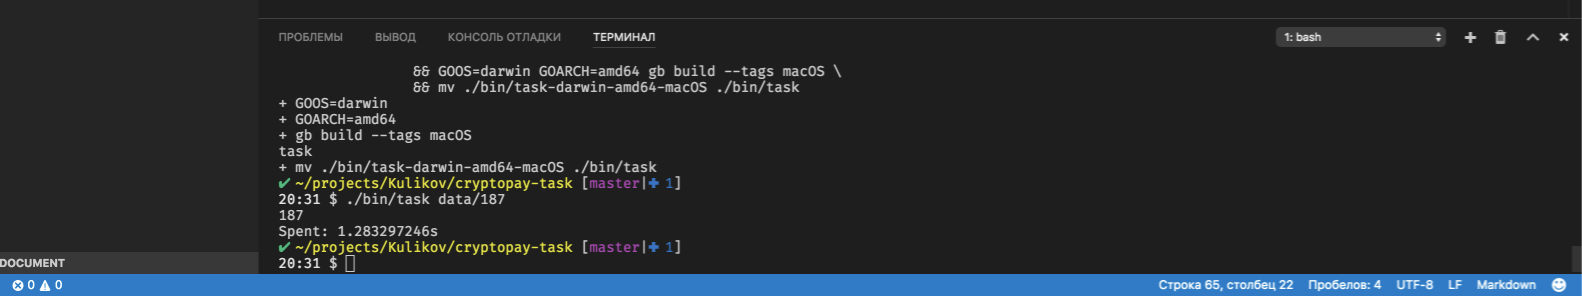 ПРОБЛЕМЫ ВЫВОД КОНСОЛЬ ОТЛАДКИ ТЕРМИНАЛ 1: bash
&& GOOS=darwin GOARCH=amd64 gb build --tags macOS \
&& mv ./bin/task-darwin-amd64-macOS ./bin/task
+ GOOS=darwin
+ GOARCH=amd64
+ gb build --tags macOS
task
+ mv ./bin/task-darwin-amd64-macOS ./bin/task
✔ ~/projects/Kulikov/cryptopay-task [master|✚ 1]
20:31 $ ./bin/task data/187
187
Spent: 1.283297246s
✔ ~/projects/Kulikov/cryptopay-task [master|✚ 1]
20:31 $
DOCUMENT
0 0 Строка 65, столбец 22 Пробелов: 4 UTF-8 LF Markdown